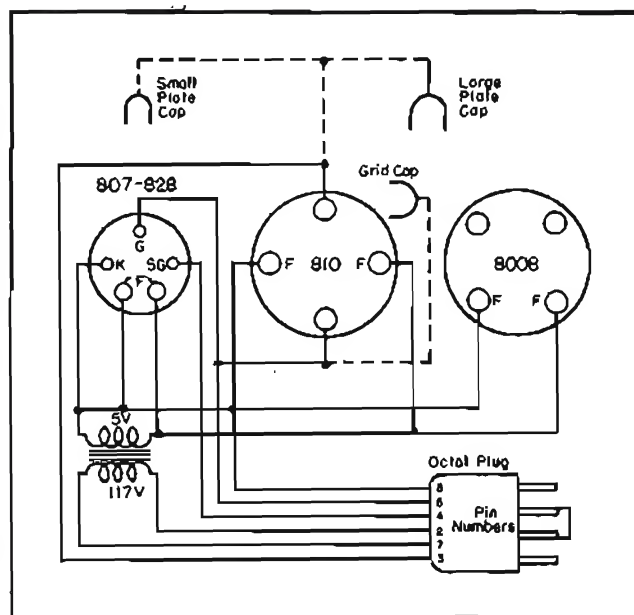 Small
Plate
Cap
Large
Plate
Cap
Grid Cap
807-828
G
K
SG
F
F
810
F
8008
F
F
5V
117V
Octal Plug
8
6
4
2
7
3
Pin
Numbers